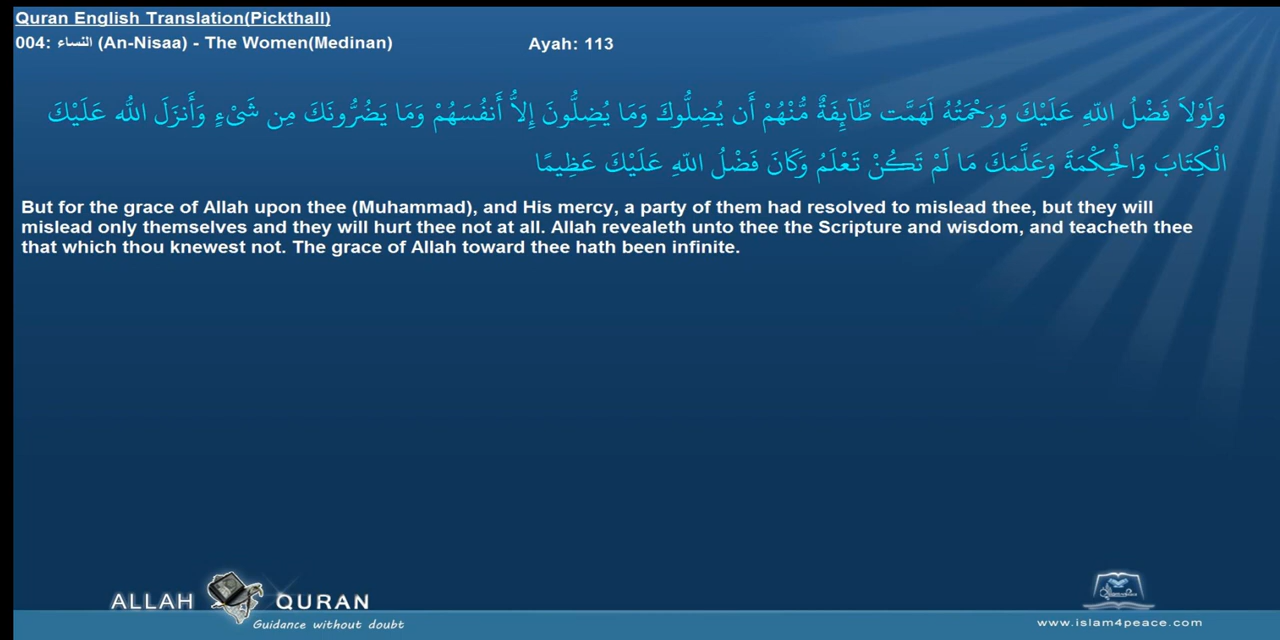 Quran English Translation(Pickthall)
004: النساء (An-Nisaa) - The Women(Medinan) Ayah: 113
وَلَوْلاَ فَضْلُ اللّهِ عَلَيْكَ وَرَحْمَتُهُ لَهَمَّت طَّآئِفَةٌ مُّنْهُمْ أَن يُضِلُّوكَ وَمَا يُضِلُّونَ إِلاُّ أَنفُسَهُمْ وَمَا يَضُرُّونَكَ مِن شَيْءٍ وَأَنزَلَ اللّهُ عَلَيْكَ
الْكِتَابَ وَالْحِكْمَةَ وَعَلَّمَكَ مَا لَمْ تَكُنْ تَعْلَمُ وَكَانَ فَضْلُ اللّهِ عَلَيْكَ عَظِيمًا
But for the grace of Allah upon thee (Muhammad), and His mercy, a party of them had resolved to mislead thee, but they will
mislead only themselves and they will hurt thee not at all. Allah revealeth unto thee the Scripture and wisdom, and teacheth thee
that which thou knewest not. The grace of Allah toward thee hath been infinite.
ALLAH QURAN
Guidance without doubt
www.islam4peace.com